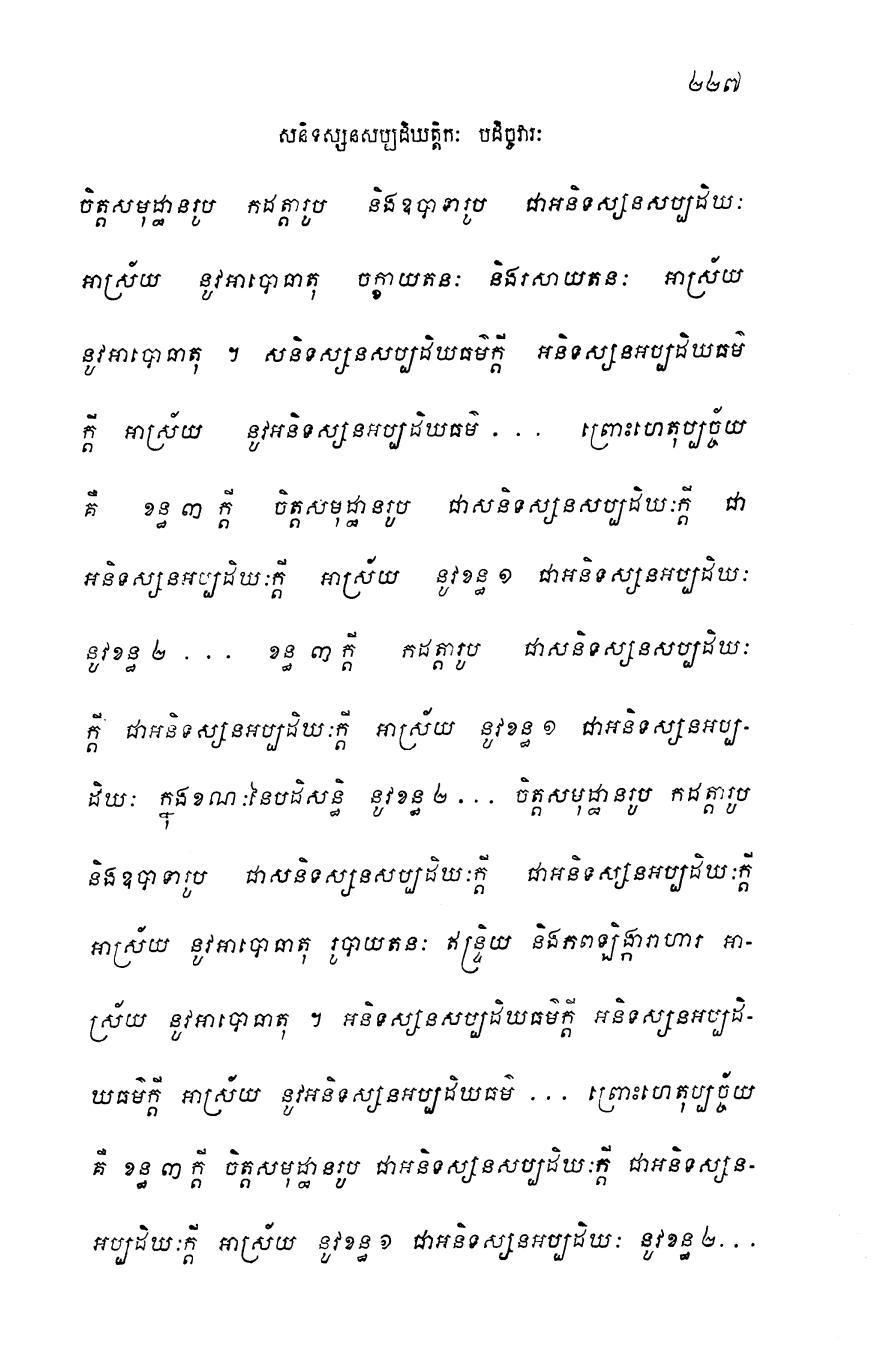 ២២៧
សនិទស្សនសប្បដិឃត្តិកៈ បដិច្ចវារៈ
ចិត្តសមុដ្ឋានរូប កដត្តារូប និងឧបាទារូប ជាអនិទស្សនសប្បដិឃៈ
អាស្រ័យ នូវអាបោធាតុ ចក្ខាយតនៈ និងរសាយតនៈ អាស្រ័យ
នូវអាបោធាតុ ។ សនិទស្សនសប្បដិឃធម៌ក្តី អនិទស្សនអប្បដិឃធម៌
ក្តី អាស្រ័យ នូវអនិទស្សនអប្បដិឃធម៌ ... ព្រោះហេតុប្បច្ច័យ
គឺ ខន្ធ ៣ ក្តី ចិត្តសមុដ្ឋានរូប ជាសនិទស្សនសប្បដិឃៈក្តី ជា
អនិទស្សនអប្បដិឃៈក្តី អាស្រ័យ នូវខន្ធ ១ ជាអនិទស្សនអប្បដិឃៈ
នូវខន្ធ ២ ... ខន្ធ ៣ ក្តី កដត្តារូប ជាសនិទស្សនសប្បដិឃៈ
ក្តី ជាអនិទស្សនអប្បដិឃៈក្តី អាស្រ័យ នូវខន្ធ ១ ជាអនិទស្សនអប្ប-
ដិឃៈ ក្នុងខណៈនៃបដិសន្ធិ នូវខន្ធ ២ ... ចិត្តសមុដ្ឋានរូប កដត្តារូប
និងឧបាទារូប ជាសនិទស្សនសប្បដិឃៈក្តី ជាអនិទស្សនអប្បដិឃៈក្តី
អាស្រ័យ នូវអាបោធាតុ រូបាយតនៈ ឥន្ទ្រិយ និងកពឡិង្ការាហារ អា-
ស្រ័យ នូវអាបោធាតុ ។ អនិទស្សនសប្បដិឃធម៌ក្តី អនិទស្សនអប្បដិ-
ឃធម៌ក្តី អាស្រ័យ នូវអនិទស្សនអប្បដិឃធម៌ ... ព្រោះហេតុប្បច្ច័យ
គឺ ខន្ធ ៣ ក្តី ចិត្តសមុដ្ឋានរូប ជាអនិទស្សនសប្បដិឃៈក្តី ជាអនិទស្សន-
អប្បដិឃៈក្តី អាស្រ័យ នូវខន្ធ ១ ជាអនិទស្សនអប្បដិឃៈ នូវខន្ធ ២...